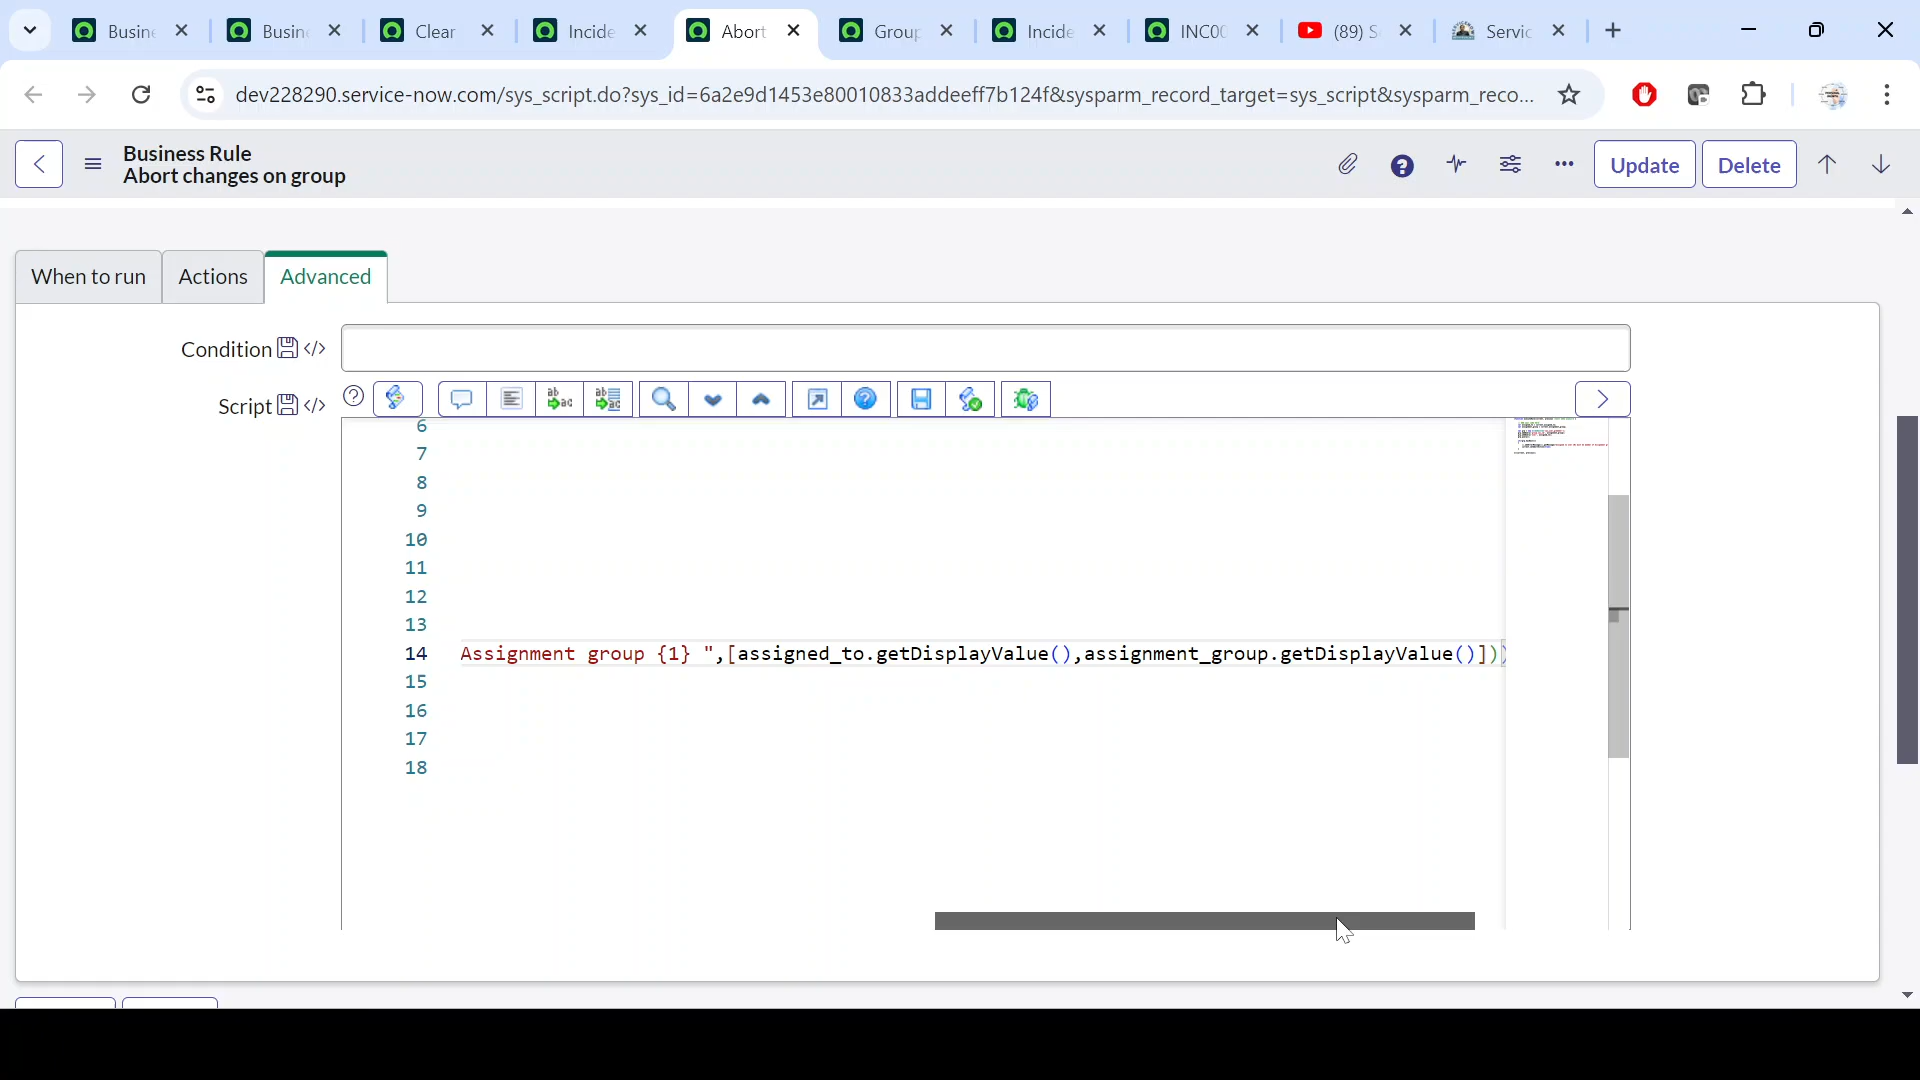 Busin
Busin
Clear
Incide
Abort
Group
Incide
INC00
(89) S
Servic
dev228290.service-now.com/sys_script.do?sys_id=6a2e9d1453e80010833addeeff7b124f&sysparm_record_target=sys_script&sysparm_reco...
Business Rule
Abort changes on group
Update
Delete
When to run
Actions
Advanced
Condition
Script
6
7
8
9
10
11
12
13
14 Assignment group {1} ",[assigned_to.getDisplayValue(),assignment_group.getDisplayValue()]))
15
16
17
18